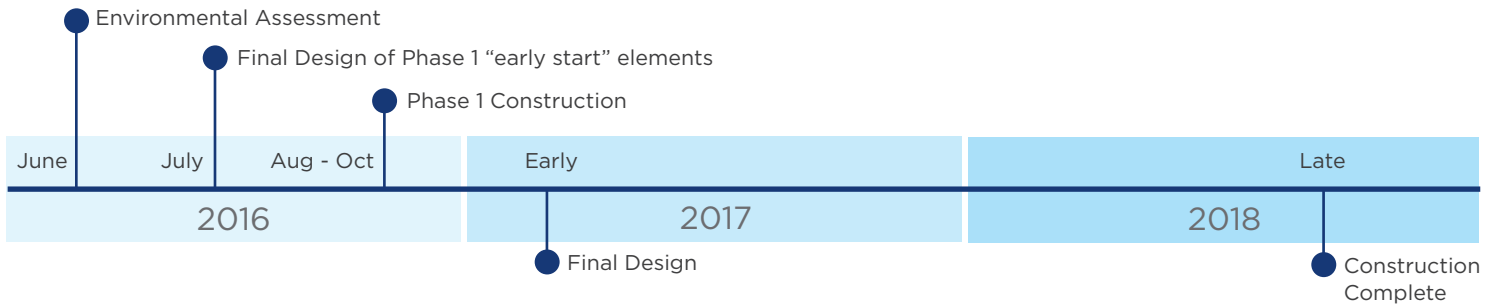 Environmental Assessment
Final Design of Phase 1 “early start” elements
Phase 1 Construction
June
July
Aug - Oct
Early
Late
2016
2017
2018
Final Design
Construction
Complete